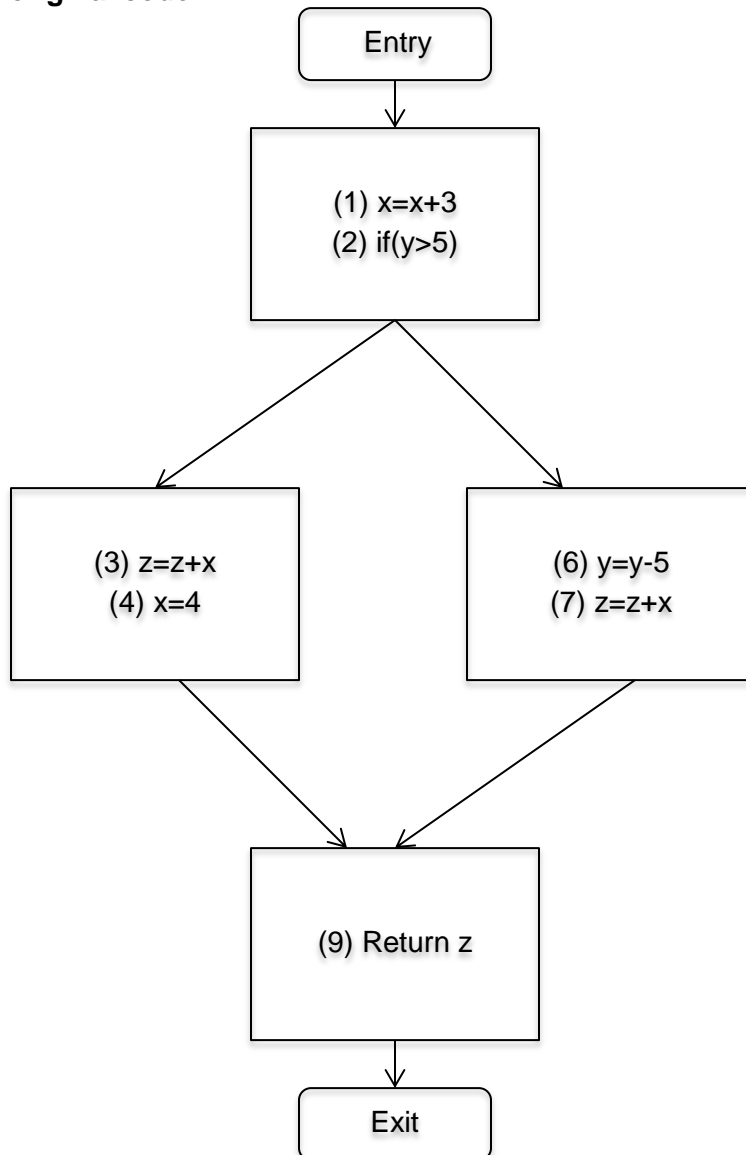 Entry
(1) x=x+3
(2) if(y>5)
(3) z=z+x
(4) x=4
(6) y=y-5
(7) z=z+x
(9) Return z
Exit